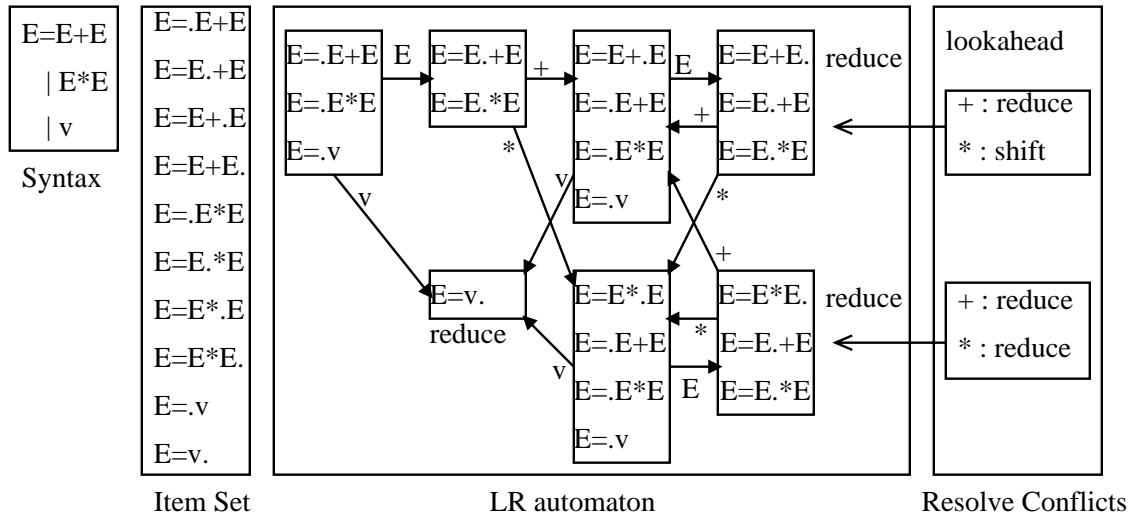 E=E+E
| E*E
| v
Syntax
E=.E+E
E=E.+E
E=E+.E
E=E+E.
E=.E*E
E=E.*E
E=E*.E
E=E*E.
E=.v
E=v.
Item Set
E=.E+E
E=.E*E
E=.v
E
v
E=E.+E
E=E.*E
+
*
E=E+.E
E=.E+E
E=.E*E
E=.v
E
+
v
E=E+E.
E=E.+E
E=E.*E
reduce
*
+
E=v.
reduce
v
E=E*.E
E=.E+E
E=.E*E
E=.v
*
E
E=E*E.
E=E.+E
E=E.*E
reduce
LR automaton
lookahead
+ : reduce
* : shift
+ : reduce
* : reduce
Resolve Conflicts